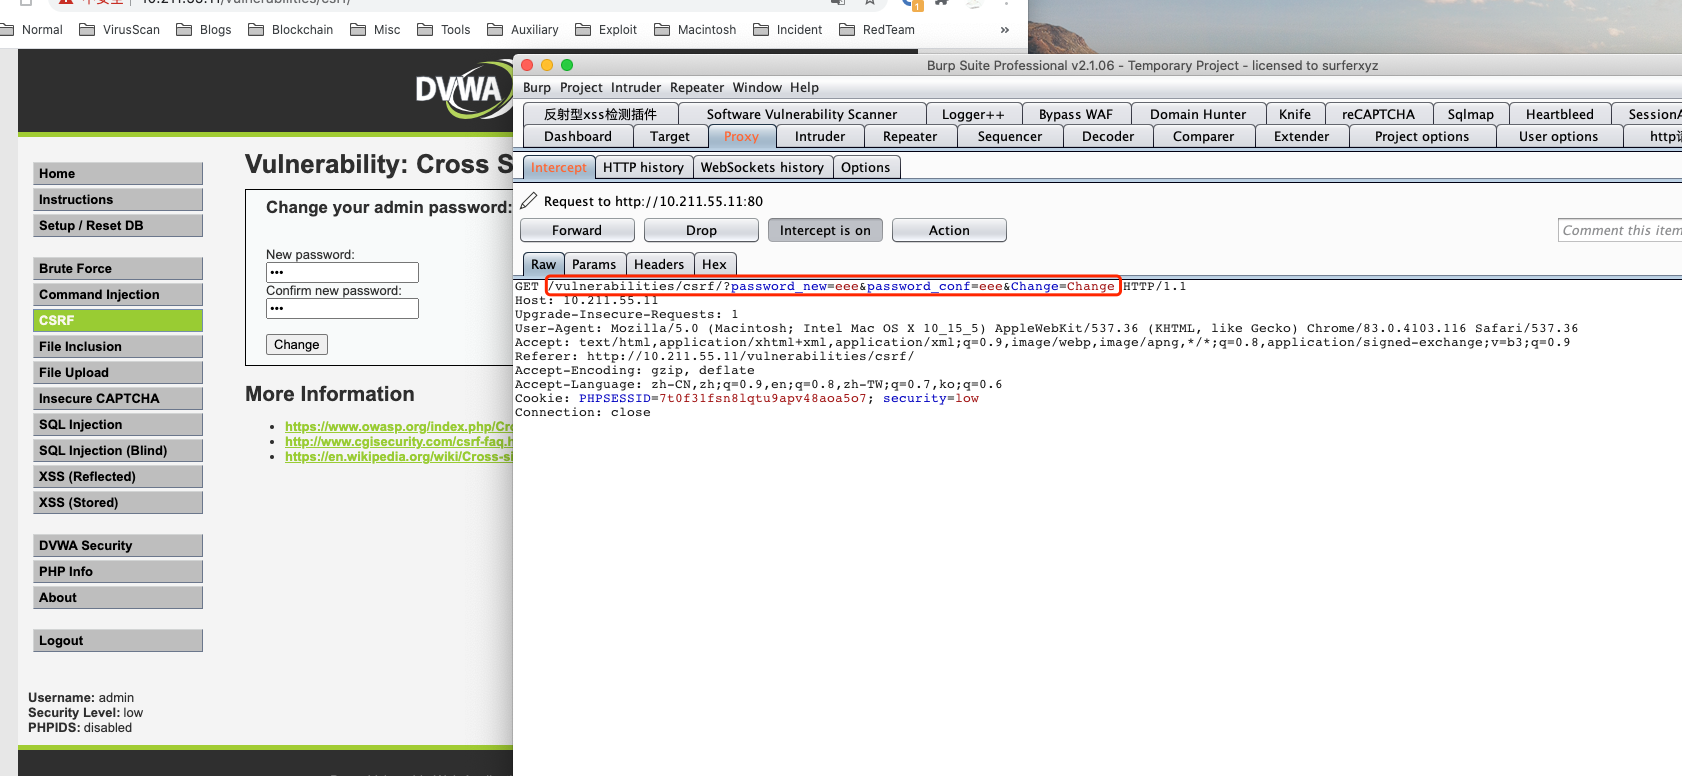 Normal VirusScan Blogs Blockchain Misc Tools Auxiliary Exploit Macintosh Incident RedTeam »
DVWA
Home
Instructions
Setup / Reset DB
Brute Force
Command Injection
CSRF
File Inclusion
File Upload
Insecure CAPTCHA
SQL Injection
SQL Injection (Blind)
XSS (Reflected)
XSS (Stored)
DVWA Security
PHP Info
About
Logout
Username: admin
Security Level: low
PHPIDS: disabled
Vulnerability: Cross S
Change your admin password:
New password:
•••
Confirm new password:
•••
Change
More Information
https://www.owasp.org/index.php/Cr
http://www.cgisecurity.com/csrf-faq.h
https://en.wikipedia.org/wiki/Cross-si
Burp Suite Professional v2.1.06 - Temporary Project - licensed to surferxyz
Burp Project Intruder Repeater Window Help
反射型xss检测插件 Software Vulnerability Scanner Logger++ Bypass WAF Domain Hunter Knife reCAPTCHA Sqlmap Heartbleed SessionA
Dashboard Target Proxy Intruder Repeater Sequencer Decoder Comparer Extender Project options User options http
Intercept HTTP history WebSockets history Options
Request to http://10.211.55.11:80
Forward Drop Intercept is on Action Comment this item
Raw Params Headers Hex
GET /vulnerabilities/csrf/?password_new=eee&password_conf=eee&Change=Change HTTP/1.1
Host: 10.211.55.11
Upgrade-Insecure-Requests: 1
User-Agent: Mozilla/5.0 (Macintosh; Intel Mac OS X 10_15_5) AppleWebKit/537.36 (KHTML, like Gecko) Chrome/83.0.4103.116 Safari/537.36
Accept: text/html,application/xhtml+xml,application/xml;q=0.9,image/webp,image/apng,*/*;q=0.8,application/signed-exchange;v=b3;q=0.9
Referer: http://10.211.55.11/vulnerabilities/csrf/
Accept-Encoding: gzip, deflate
Accept-Language: zh-CN,zh;q=0.9,en;q=0.8,zh-TW;q=0.7,ko;q=0.6
Cookie: PHPSESSID=7t0f31fsn8lqtu9apv48aoa5o7; security=low
Connection: close